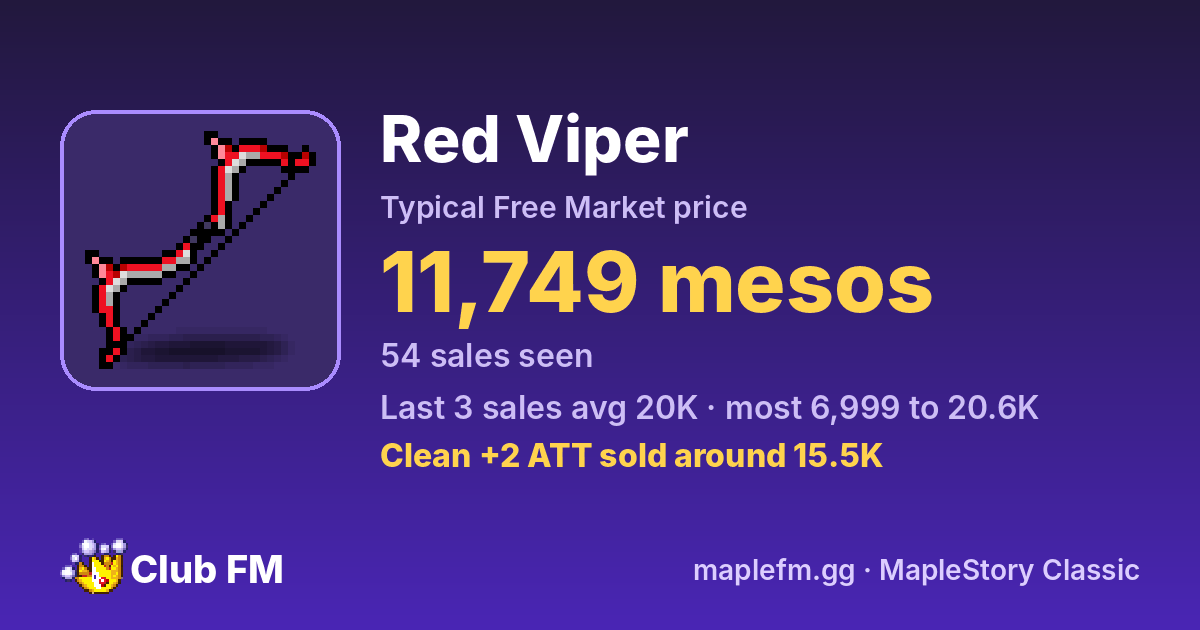 Red Viper
Typical Free Market price
11,749 mesos
54 sales seen
Last 3 sales avg 20K · most 6,999 to 20.6K
Clean +2 ATT sold around 15.5K
Club FM
maplefm.gg · MapleStory Classic